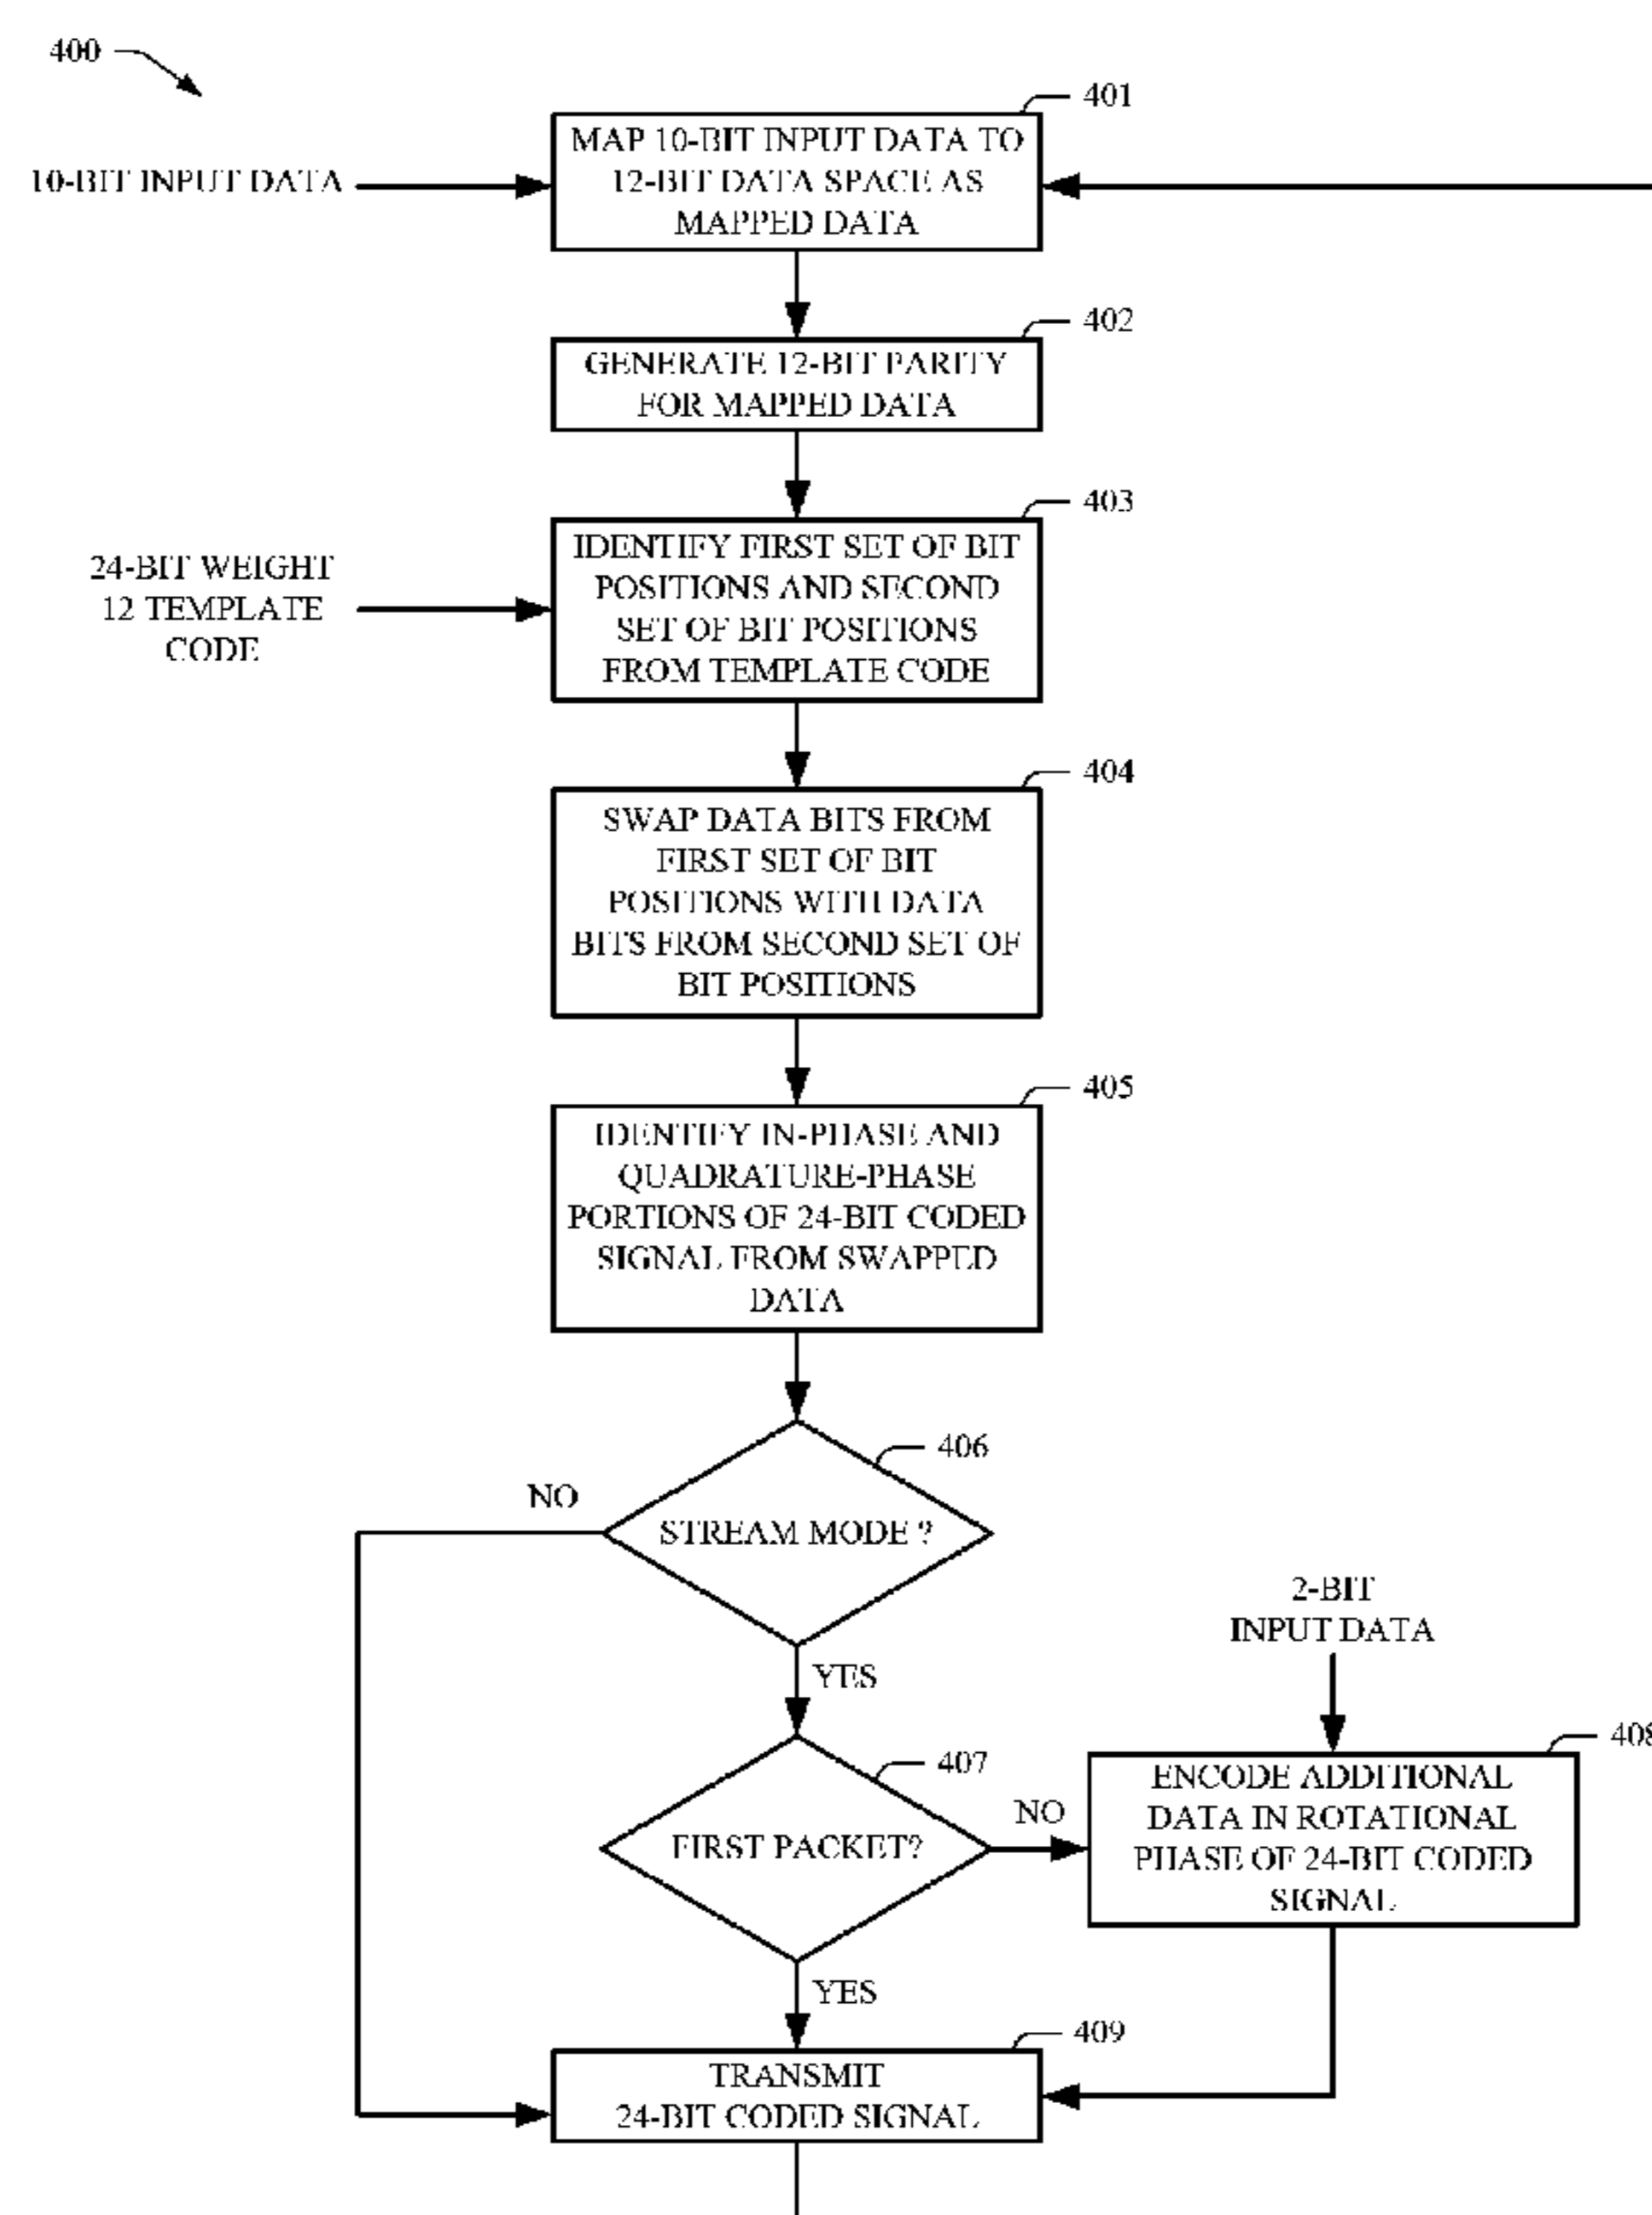 400
401
MAP 10-BIT INPUT DATA TO
12-BIT DATA SPACE AS
MAPPED DATA
10-BIT INPUT DATA
402
GENERATE 12-BIT PARITY
FOR MAPPED DATA
403
IDENTIFY FIRST SET OF BIT
POSITIONS AND SECOND
SET OF BIT POSITIONS
FROM TEMPLATE CODE
24-BIT WEIGHT
12 TEMPLATE
CODE
404
SWAP DATA BITS FROM
FIRST SET OF BIT
POSITIONS WITH DATA
BITS FROM SECOND SET OF
BIT POSITIONS
405
IDENTIFY IN-PHASE AND
QUADRATURE-PHASE
PORTIONS OF 24-BIT CODED
SIGNAL FROM SWAPPED
DATA
406
NO
STREAM MODE ?
YES
2-BIT
INPUT DATA
407
FIRST PACKET?
NO
408
ENCODE ADDITIONAL
DATA IN ROTATIONAL
PHASE OF 24-BIT CODED
SIGNAL
YES
409
TRANSMIT
24-BIT CODED SIGNAL